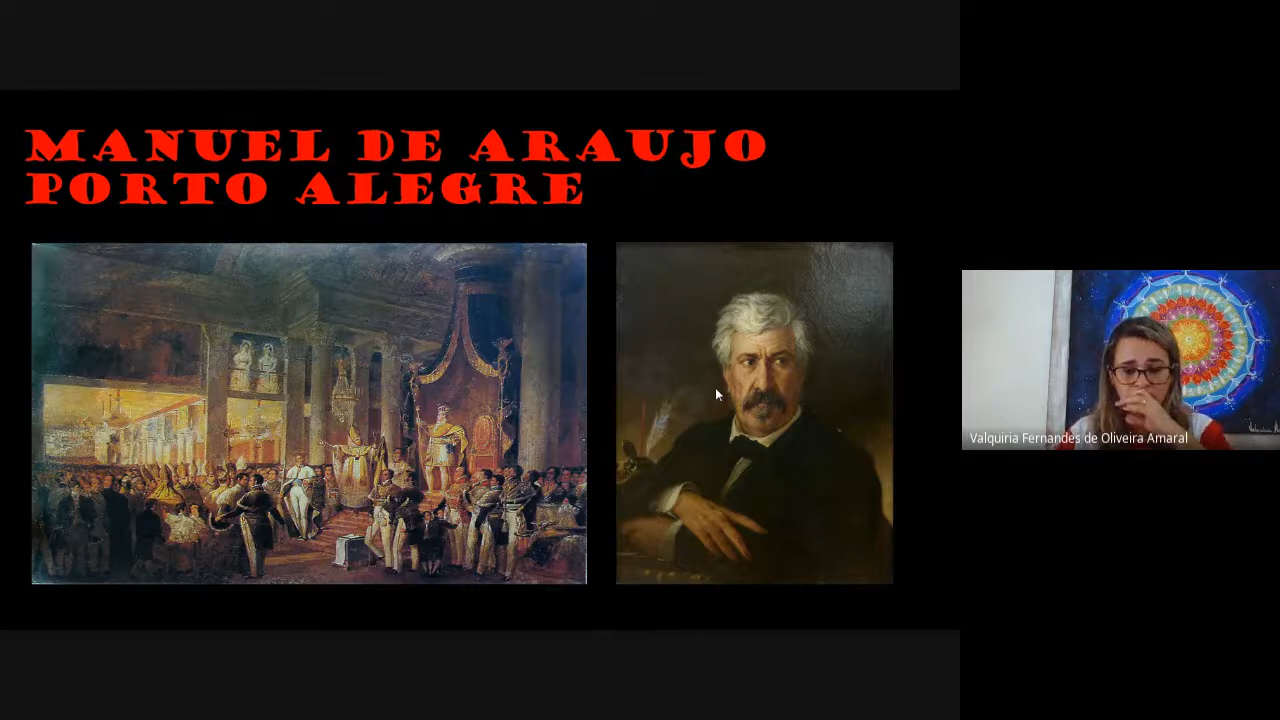 MANUEL DE ARAUJO
PORTO ALEGRE
Valquiria Fernandes de Oliveira Amaral